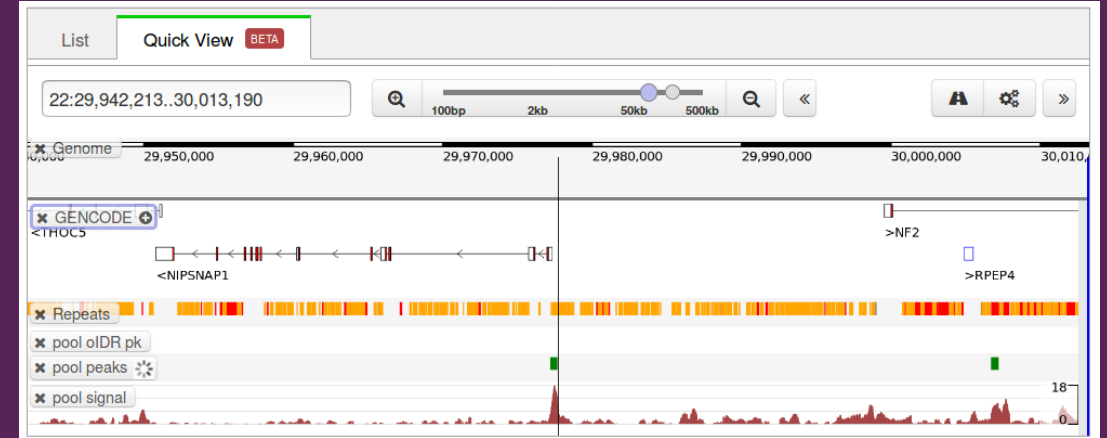 List
Quick View BETA
22:29,942,213..30,013,190
100bp 2kb 50kb 500kb
Genome
29,950,000 29,960,000 29,970,000 29,980,000 29,990,000 30,000,000 30,010,
GENCODE
<THOC5
>NF2
<NIPSNAP1
>RPEP4
Repeats
pool oIDR pk
pool peaks
pool signal
18
0